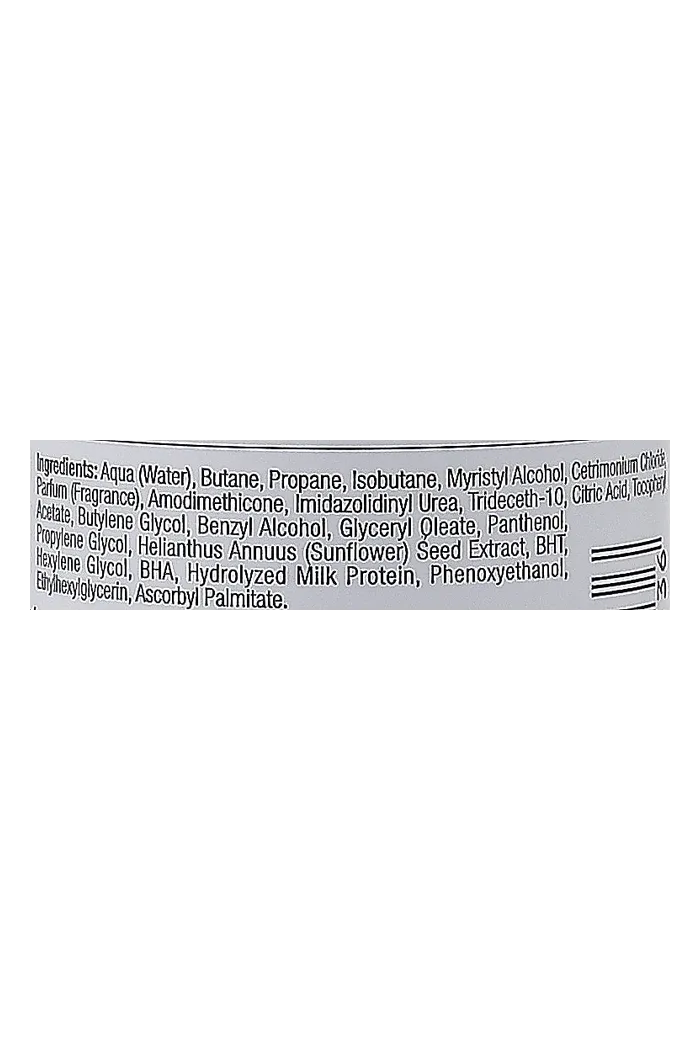 Ingredients: Aqua (Water), Butane, Propane, Isobutane, Myristyl Alcohol, Cetrimonium Chloride,
Parfum (Fragrance), Amodimethicone, Imidazolidinyl Urea, Trideceth-10, Citric Acid, Tocopheryl
Acetate, Butylene Glycol, Benzyl Alcohol, Glyceryl Oleate, Panthenol,
Propylene Glycol, Helianthus Annuus (Sunflower) Seed Extract, BHT,
Hexylene Glycol, BHA, Hydrolyzed Milk Protein, Phenoxyethanol,
Ethylhexylglycerin, Ascorbyl Palmitate.
36